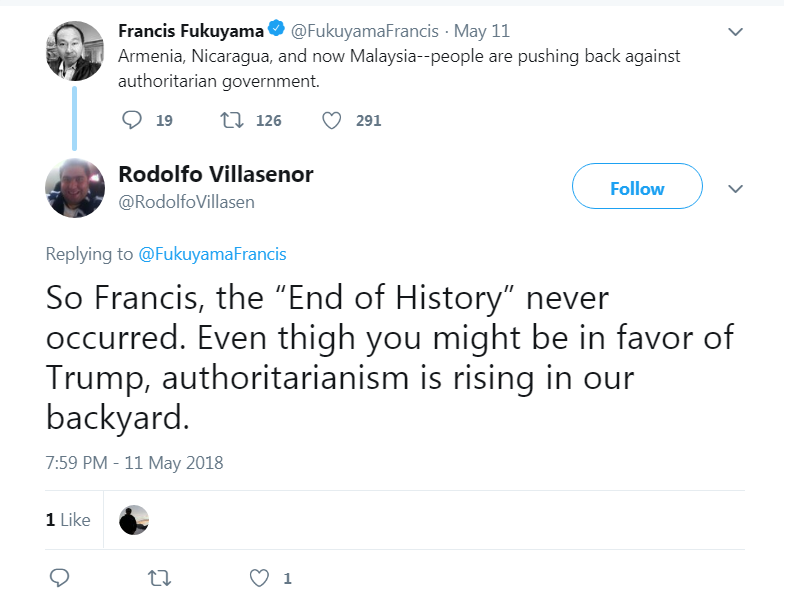 Francis Fukuyama @FukuyamaFrancis · May 11
Armenia, Nicaragua, and now Malaysia--people are pushing back against
authoritarian government.
19 126 291
Rodolfo Villasenor
@RodolfoVillasen
Follow
Replying to @FukuyamaFrancis
So Francis, the “End of History” never
occurred. Even thigh you might be in favor of
Trump, authoritarianism is rising in our
backyard.
7:59 PM - 11 May 2018
1 Like
1